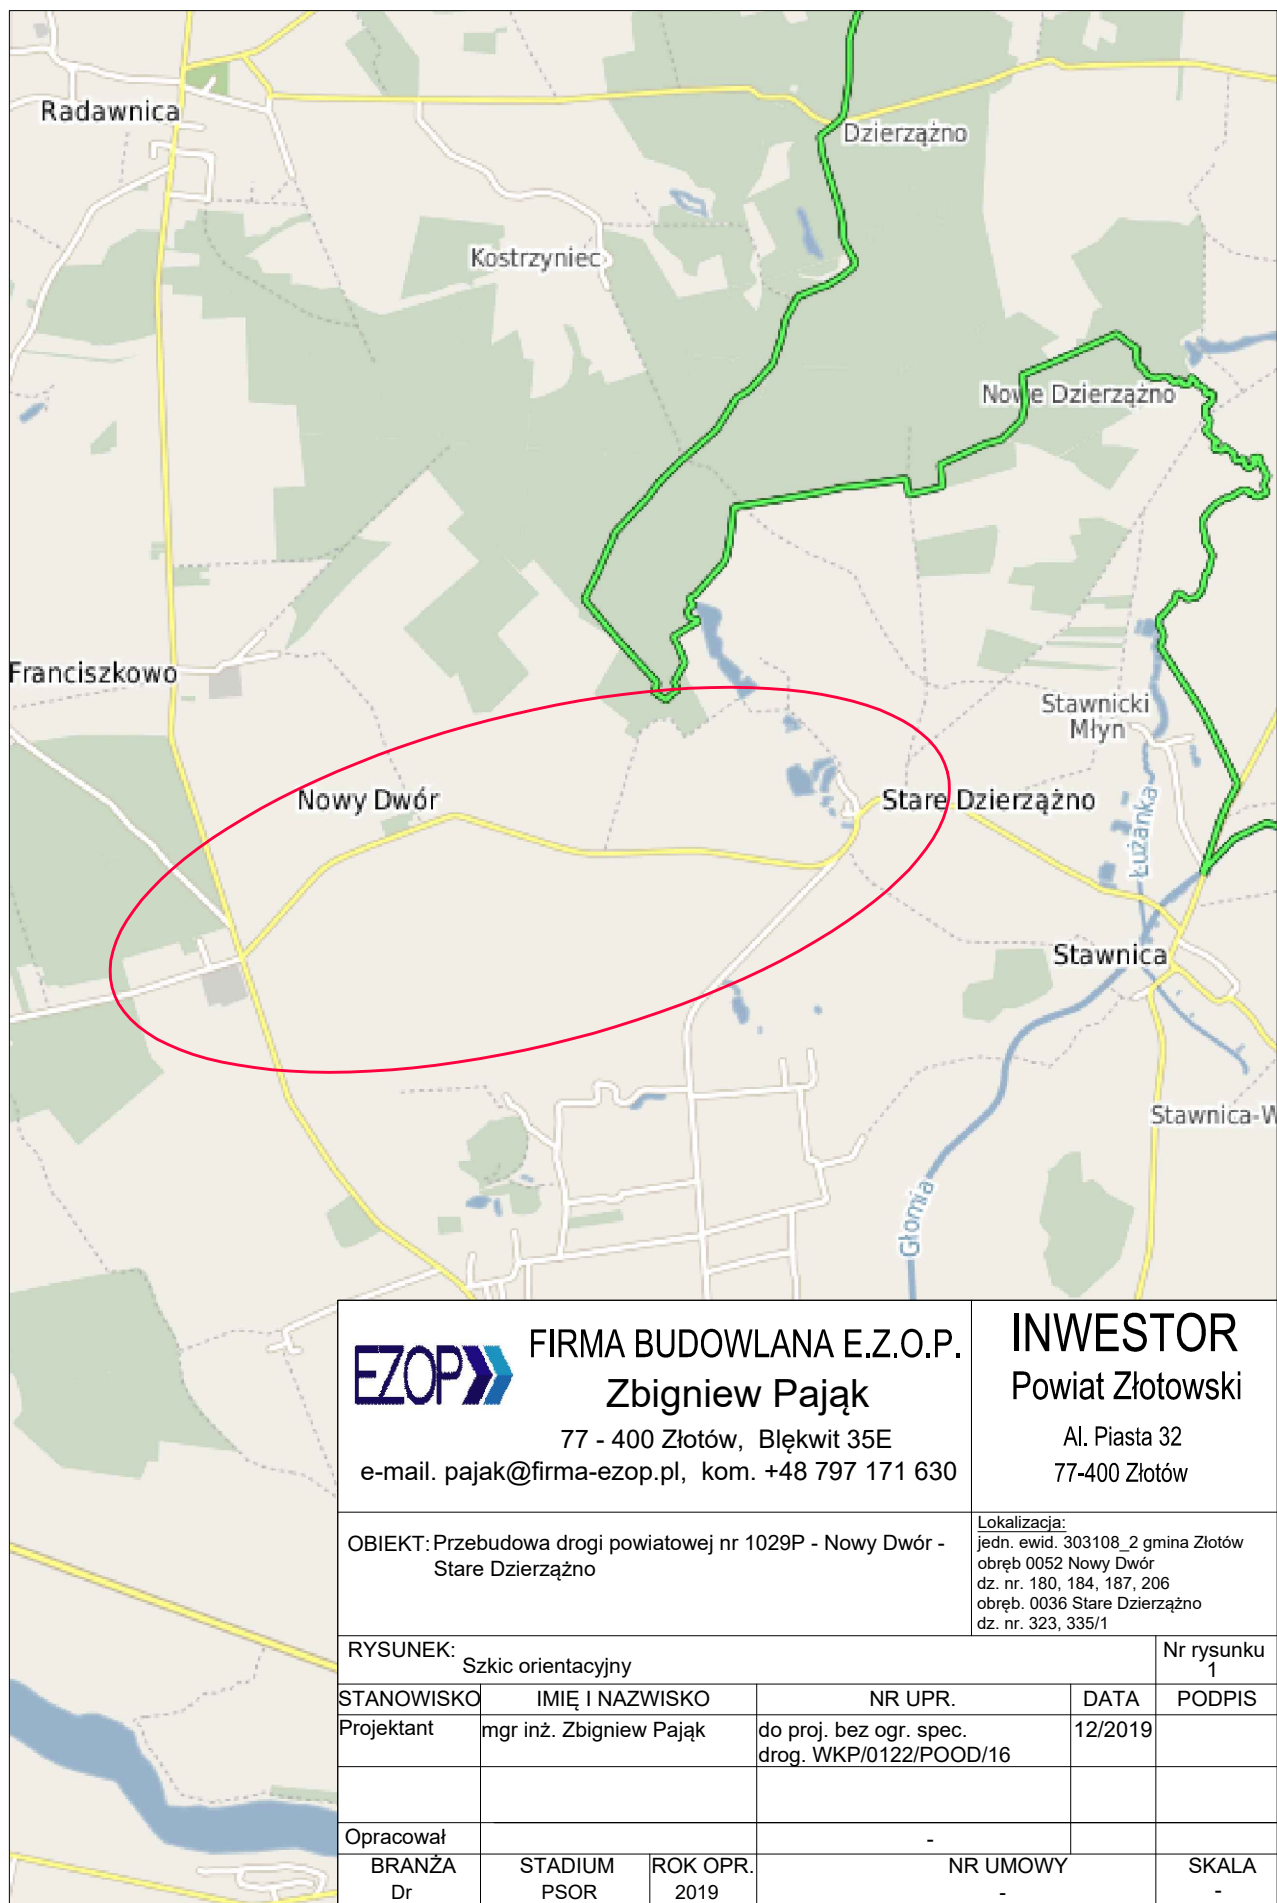 Radawnica
Dzierzążno
Kostrzyniec
Nowe Dzierzążno
Franciszkowo
Stawnicki
Młyn
Nowy Dwór
Stare Dzierzążno
Łużanka
Stawnica
Stawnica-W
Głomia
EZOP
FIRMA BUDOWLANA E.Z.O.P.
Zbigniew Pająk
77 - 400 Złotów, Blękwit 35E
e-mail. pajak@firma-ezop.pl, kom. +48 797 171 630
INWESTOR
Powiat Złotowski
Al. Piasta 32
77-400 Złotów
OBIEKT: Przebudowa drogi powiatowej nr 1029P - Nowy Dwór -
Stare Dzierzążno
Lokalizacja:
jedn. ewid. 303108_2 gmina Złotów
obręb 0052 Nowy Dwór
dz. nr. 180, 184, 187, 206
obręb. 0036 Stare Dzierzążno
dz. nr. 323, 335/1
RYSUNEK: Szkic orientacyjny
Nr rysunku
1
STANOWISKO IMIĘ I NAZWISKO NR UPR. DATA PODPIS
Projektant mgr inż. Zbigniew Pająk do proj. bez ogr. spec. 12/2019
drog. WKP/0122/POOD/16
Opracował -
BRANŻA STADIUM ROK OPR. NR UMOWY SKALA
Dr PSOR 2019 - -